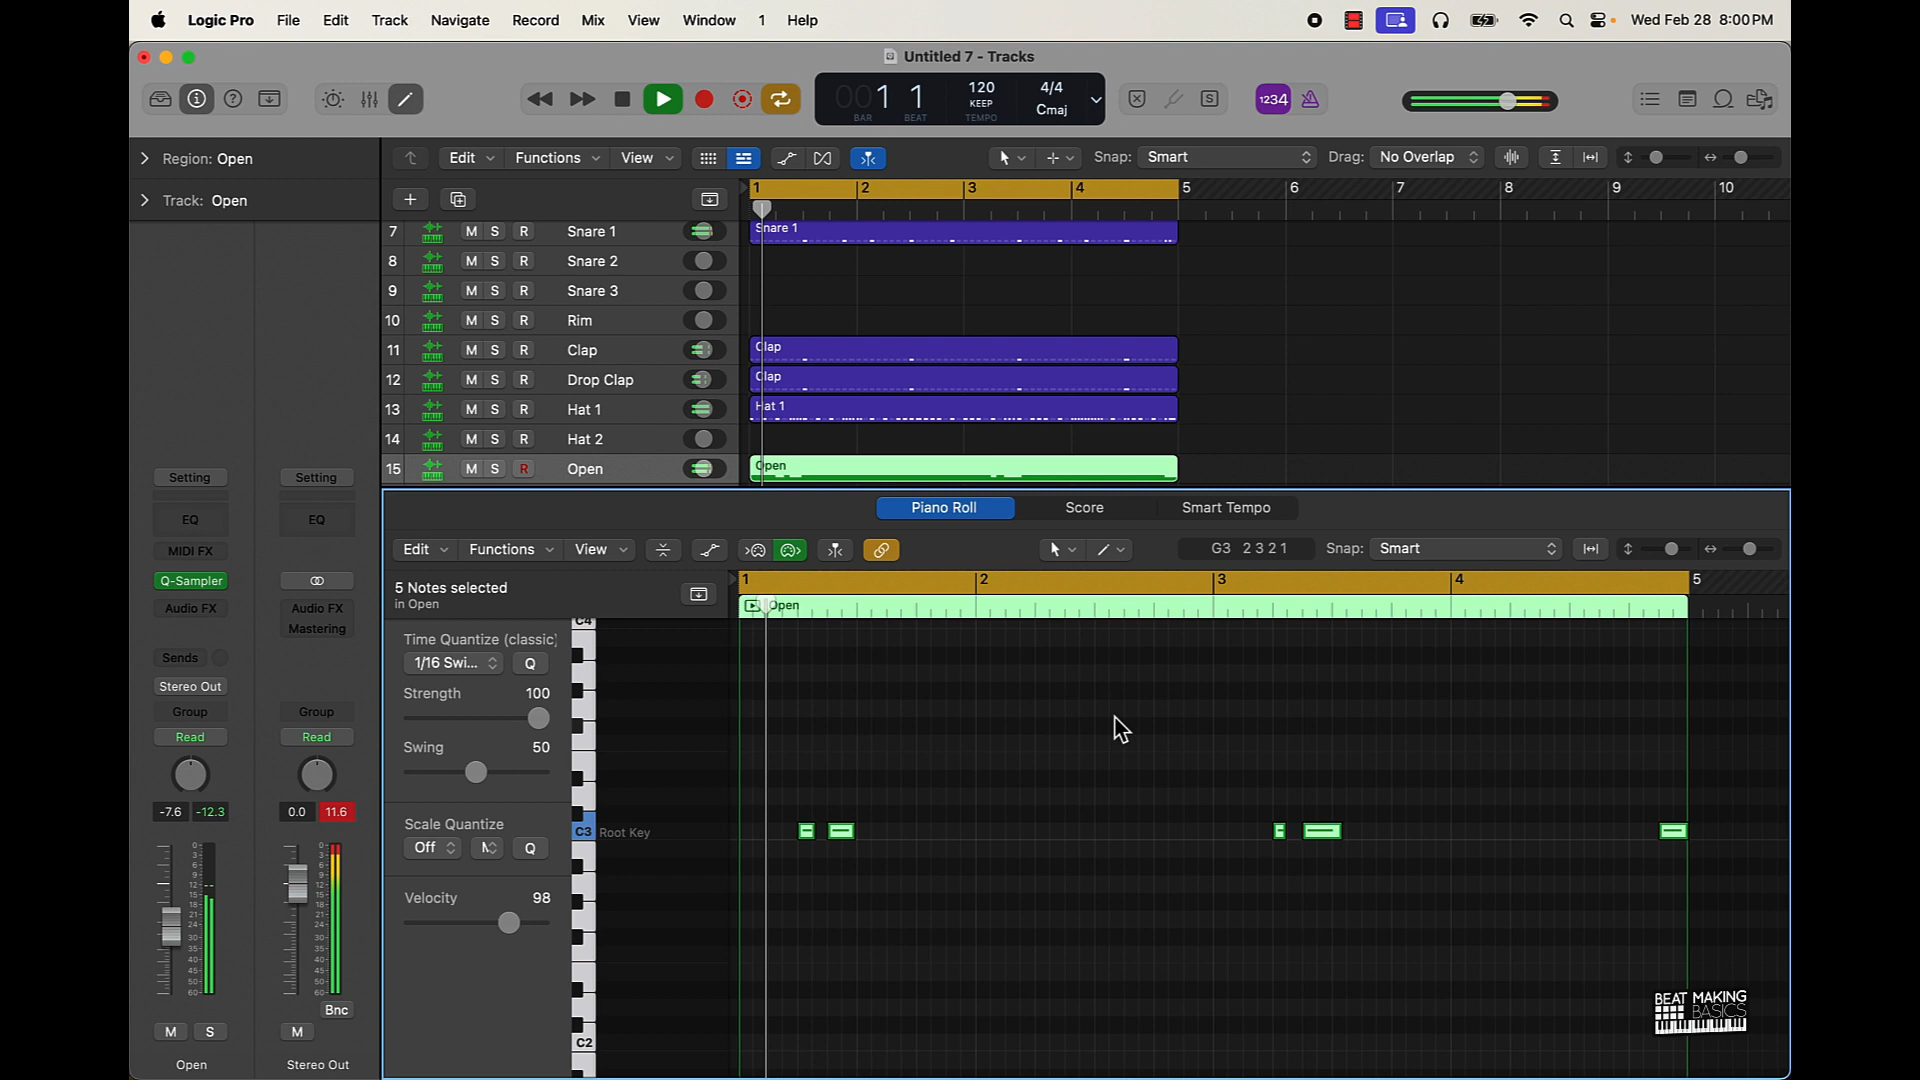 Logic Pro File Edit Track Navigate Record Mix View Window 1 Help Wed Feb 28 8:00 PM
Untitled 7 - Tracks
001 1 120 4/4
KEEP Cmaj
BAR BEAT TEMPO
1234
S
Region: Open
Edit Functions View Snap: Smart Drag: No Overlap
Track: Open
1 2 3 4 5 6 7 8 9 10
7 M S R Snare 1 Snare 1
8 M S R Snare 2
9 M S R Snare 3
10 M S R Rim
11 M S R Clap Clap
12 M S R Drop Clap Clap
13 M S R Hat 1 Hat 1
14 M S R Hat 2
15 M S R Open Open
Setting Setting
EQ EQ
MIDI FX
Q-Sampler
Audio FX Audio FX
Mastering
Sends
Stereo Out
Group Group
Read Read
-7.6 -12.3 0.0 11.6
Bnc
M S M
Open Stereo Out
Piano Roll Score Smart Tempo
Edit Functions View G3 2 3 2 1 Snap: Smart
5 Notes selected
in Open
1 2 3 4 5
Open
Time Quantize (classic)
1/16 Swi... Q
Strength 100
Swing 50
Scale Quantize
Off Q
Velocity 98
C4
C3 Root Key
C2
BEAT MAKING
BASICS